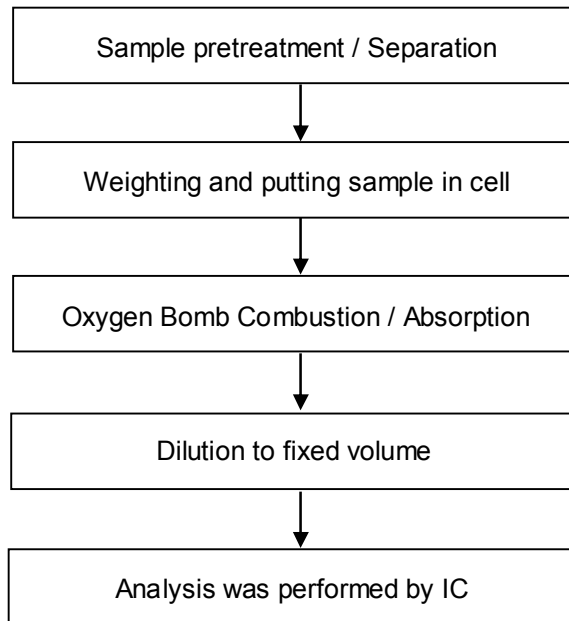 Sample pretreatment / Separation
Weighting and putting sample in cell
Oxygen Bomb Combustion / Absorption
Dilution to fixed volume
Analysis was performed by IC